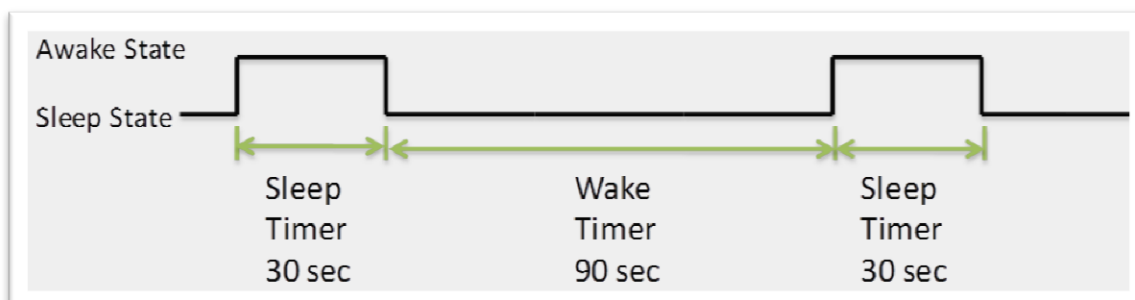 Awake State
Sleep State
Sleep
Timer
30 sec
Wake
Timer
90 sec
Sleep
Timer
30 sec